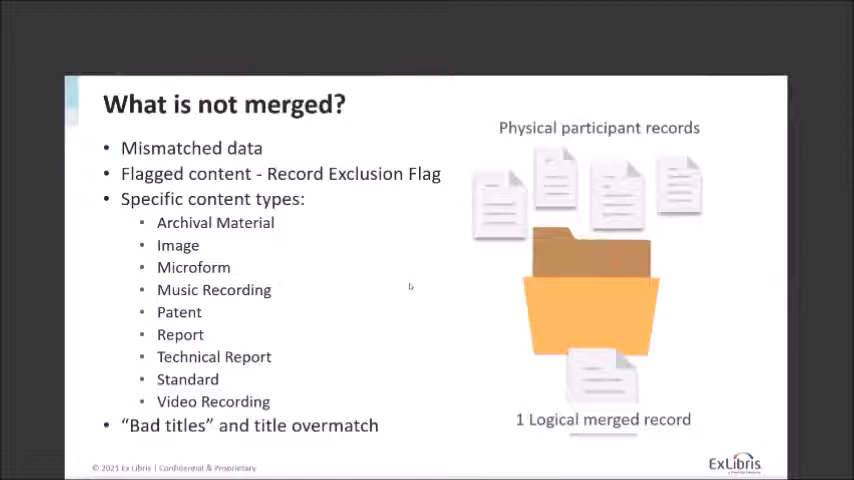 What is not merged?
• Mismatched data
• Flagged content - Record Exclusion Flag
• Specific content types:
• Archival Material
• Image
• Microform
• Music Recording
• Patent
• Report
• Technical Report
• Standard
• Video Recording
• “Bad titles” and title overmatch
Physical participant records
1 Logical merged record
© 2021 Ex Libris | Confidential & Proprietary
ExLibris